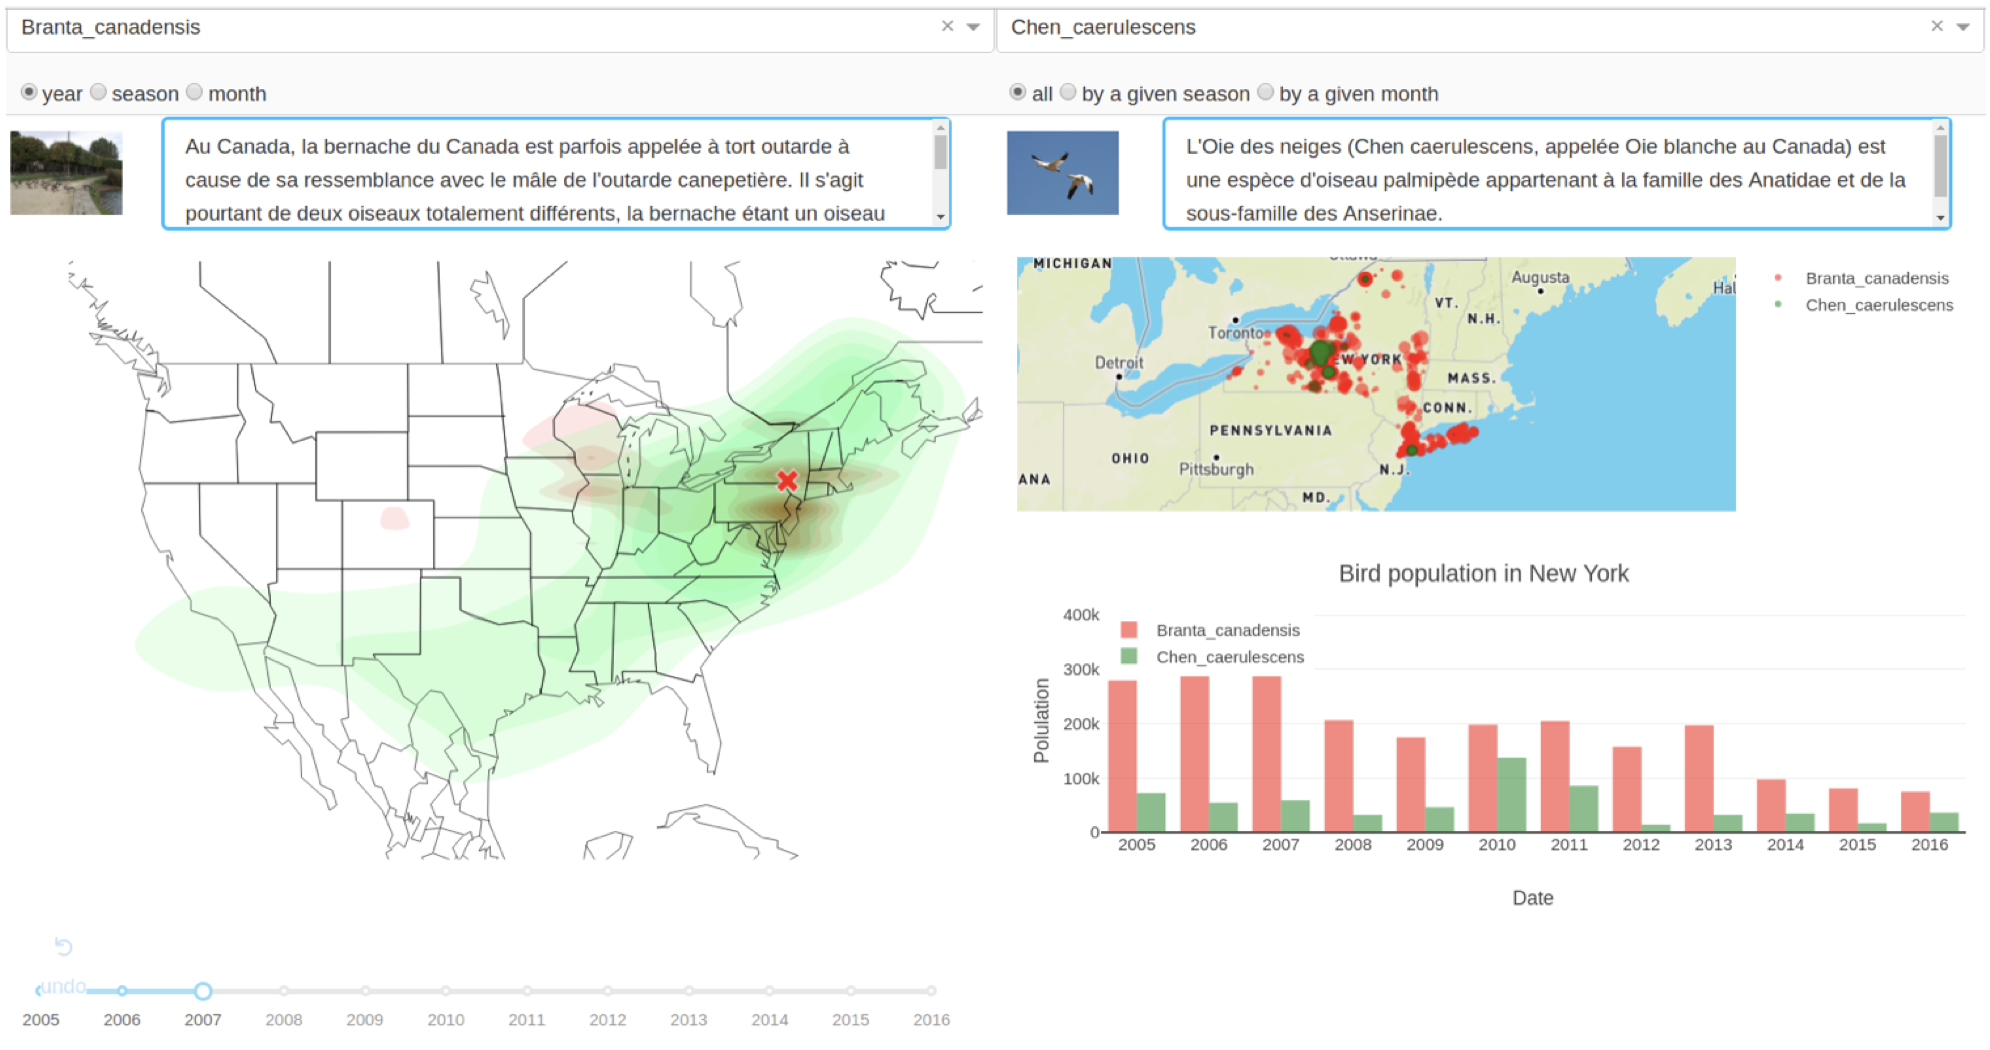 Branta_canadensis
Chen_caerulescens
year season month
all by a given season by a given month
Au Canada, la bernache du Canada est parfois appelée à tort outarde à
cause de sa ressemblance avec le mâle de l'outarde canepetière. Il s'agit
pourtant de deux oiseaux totalement différents, la bernache étant un oiseau
L'Oie des neiges (Chen caerulescens, appelée Oie blanche au Canada) est
une espèce d'oiseau palmipède appartenant à la famille des Anatidae et de la
sous-famille des Anserinae.
MICHIGAN
Ottawa
Augusta
Hal
VT.
N.H.
Toronto
EW YORK
Detroit
MASS.
CONN.
PENNSYLVANIA
OHIO
Pittsburgh
N.J.
ANA
MD.
Branta_canadensis
Chen_caerulescens
Bird population in New York
400k
300k
200k
100k
0
Polulation
Branta_canadensis
Chen_caerulescens
2005 2006 2007 2008 2009 2010 2011 2012 2013 2014 2015 2016
Date
undo
2005 2006 2007 2008 2009 2010 2011 2012 2013 2014 2015 2016